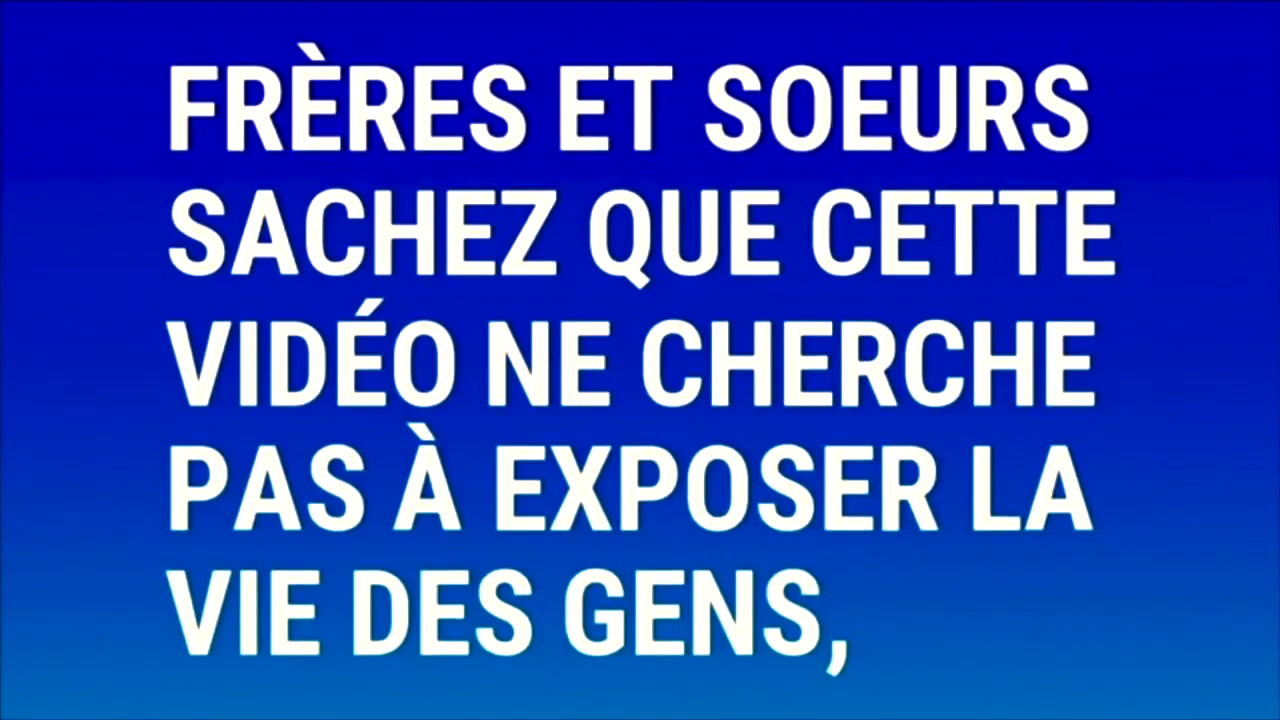 FRÈRES ET SOEURS
SACHEZ QUE CETTE
VIDÉO NE CHERCHE
PAS À EXPOSER LA
VIE DES GENS,